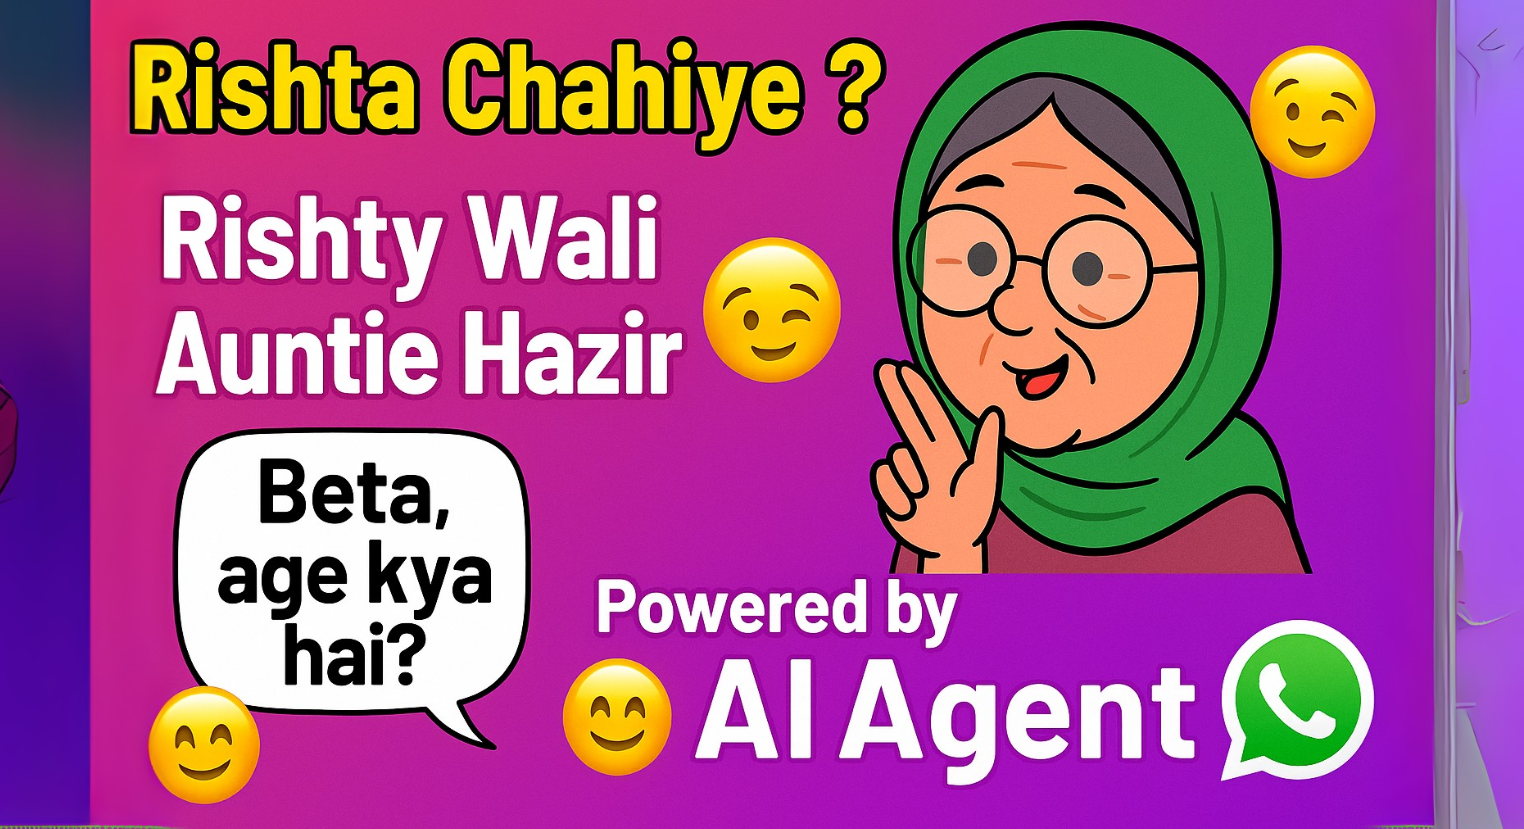 Rishta Chahiye ?
Rishty Wali
Auntie Hazir
Beta,
age kya
hai?
Powered by
AI Agent